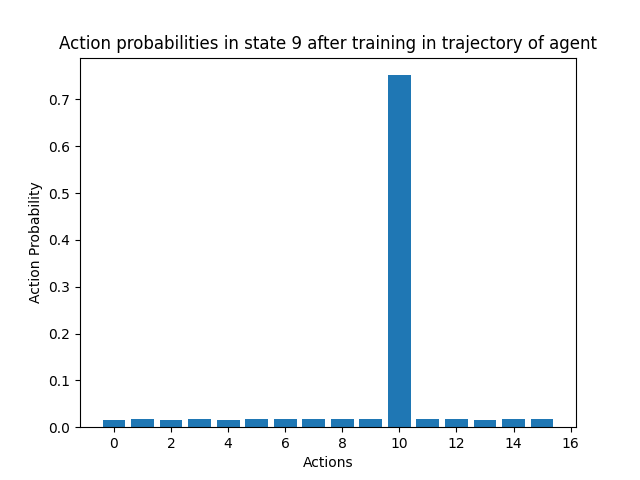 Action probabilities in state 9 after training in trajectory of agent
0.7
0.6
0.5
0.4
0.3
0.2
0.1
0.0
Action Probability
0 2 4 6 8 10 12 14 16
Actions